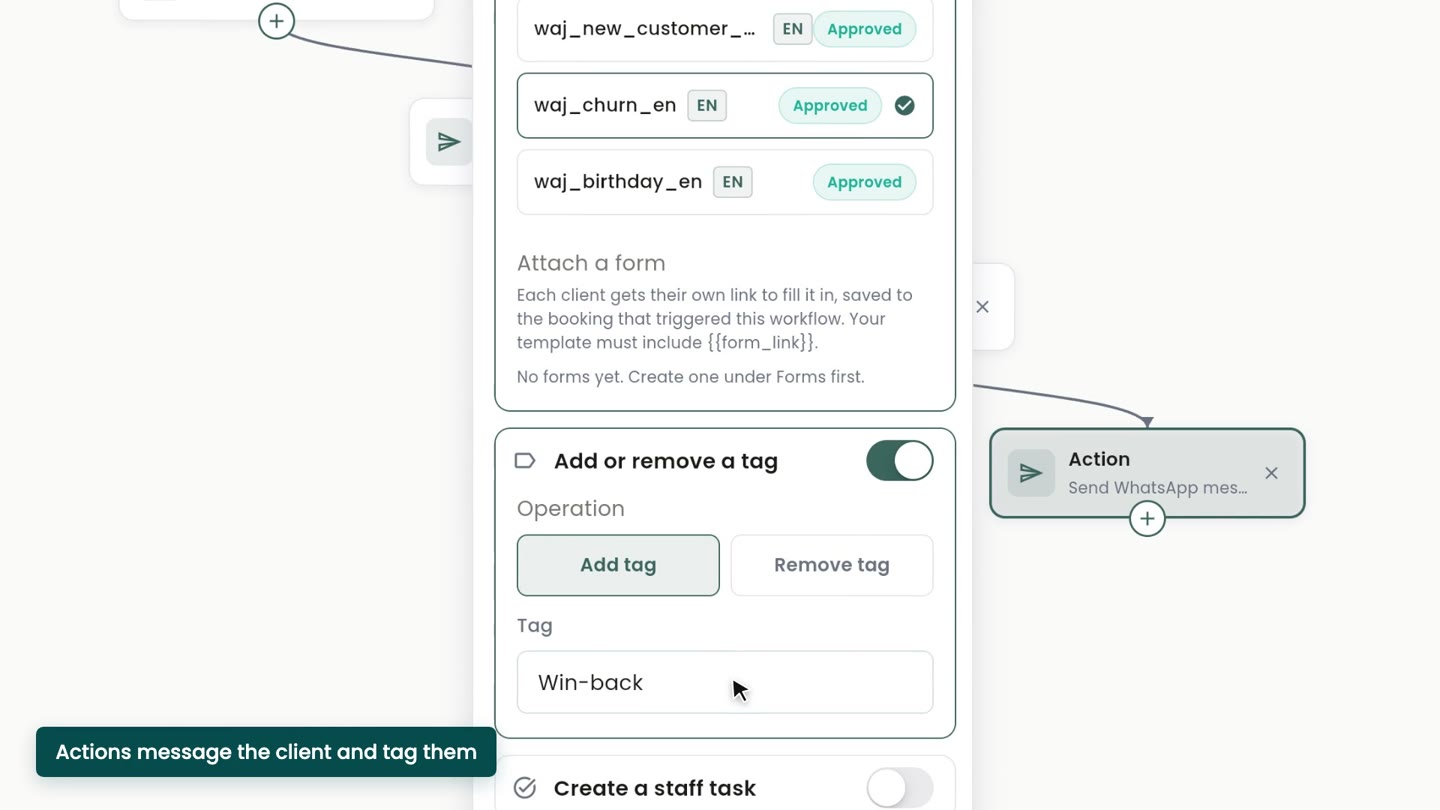 waj_new_customer_... EN Approved
waj_churn_en EN Approved
waj_birthday_en EN Approved
Attach a form
Each client gets their own link to fill it in, saved to
the booking that triggered this workflow. Your
template must include {{form_link}}.
No forms yet. Create one under Forms first.
Add or remove a tag
Operation
Add tag Remove tag
Tag
Win-back
Create a staff task
Action
Send WhatsApp mes...
Actions message the client and tag them